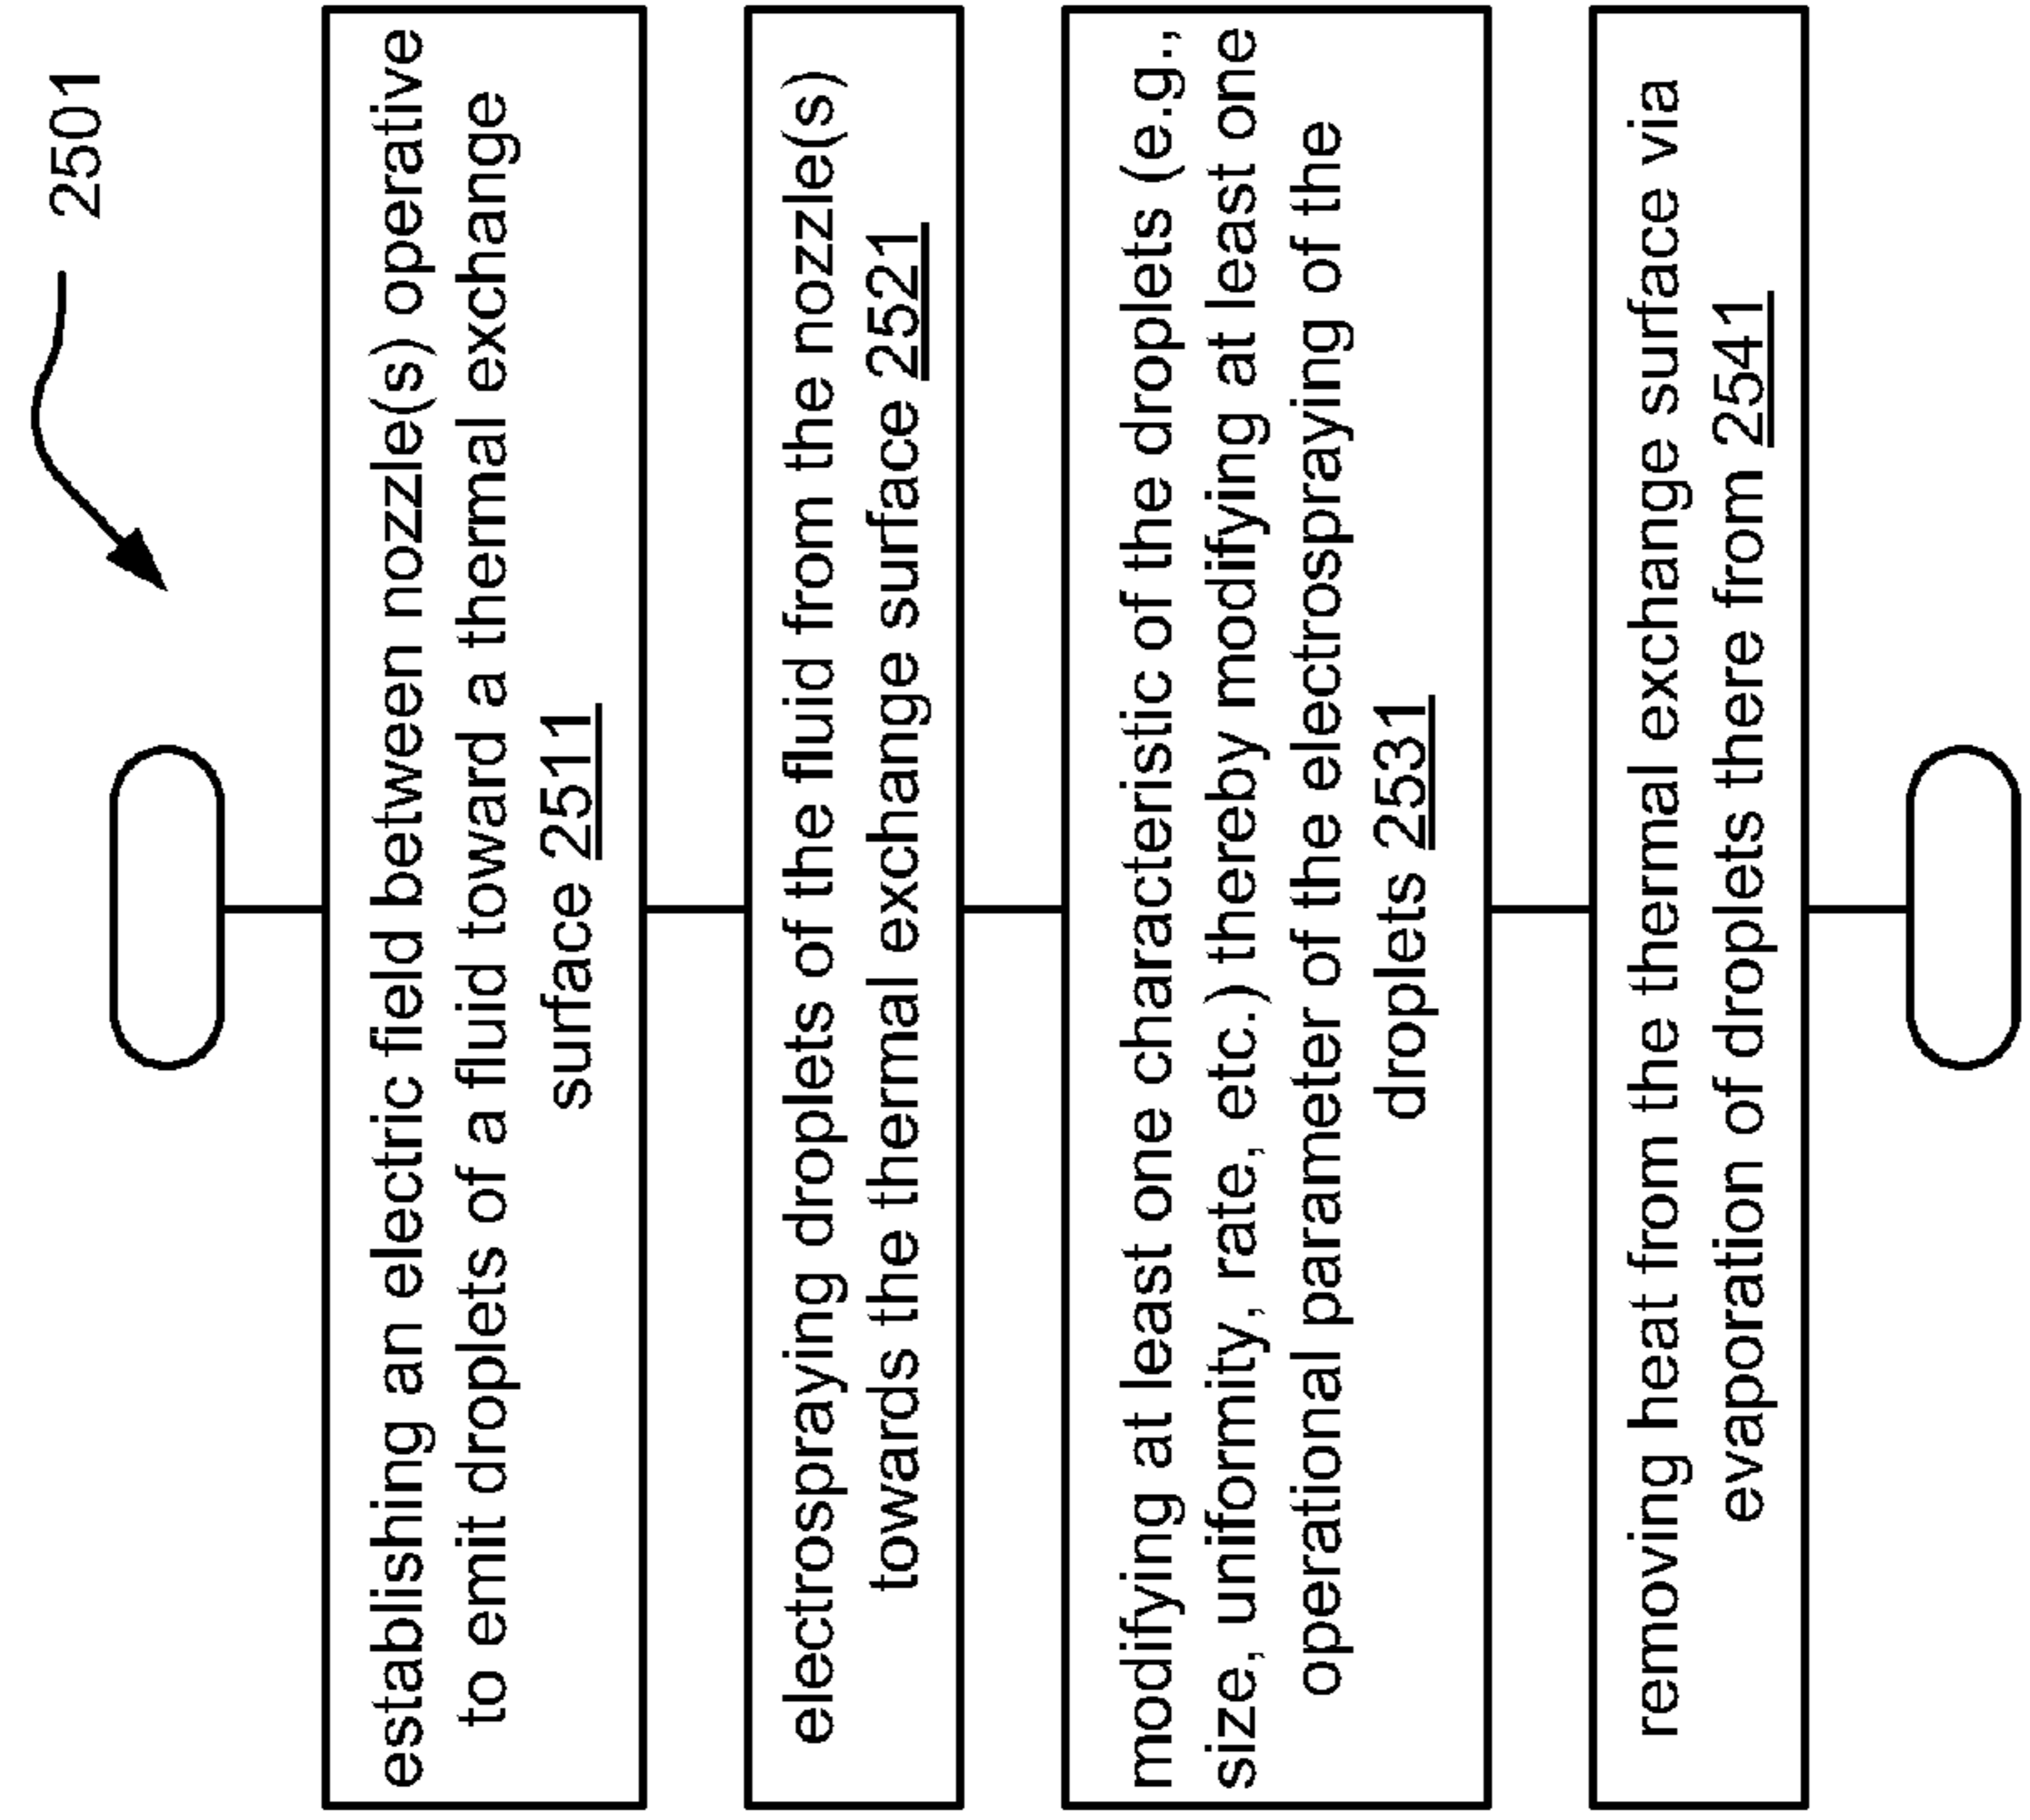 2501
establishing an electric field between nozzle(s) operative
to emit droplets of a fluid toward a thermal exchange
surface 2511
electrospraying droplets of the fluid from the nozzle(s)
towards the thermal exchange surface 2521
modifying at least one characteristic of the droplets (e.g.,
size, uniformity, rate, etc.) thereby modifying at least one
operational parameter of the electrospraying of the
droplets 2531
removing heat from the thermal exchange surface via
evaporation of droplets there from 2541